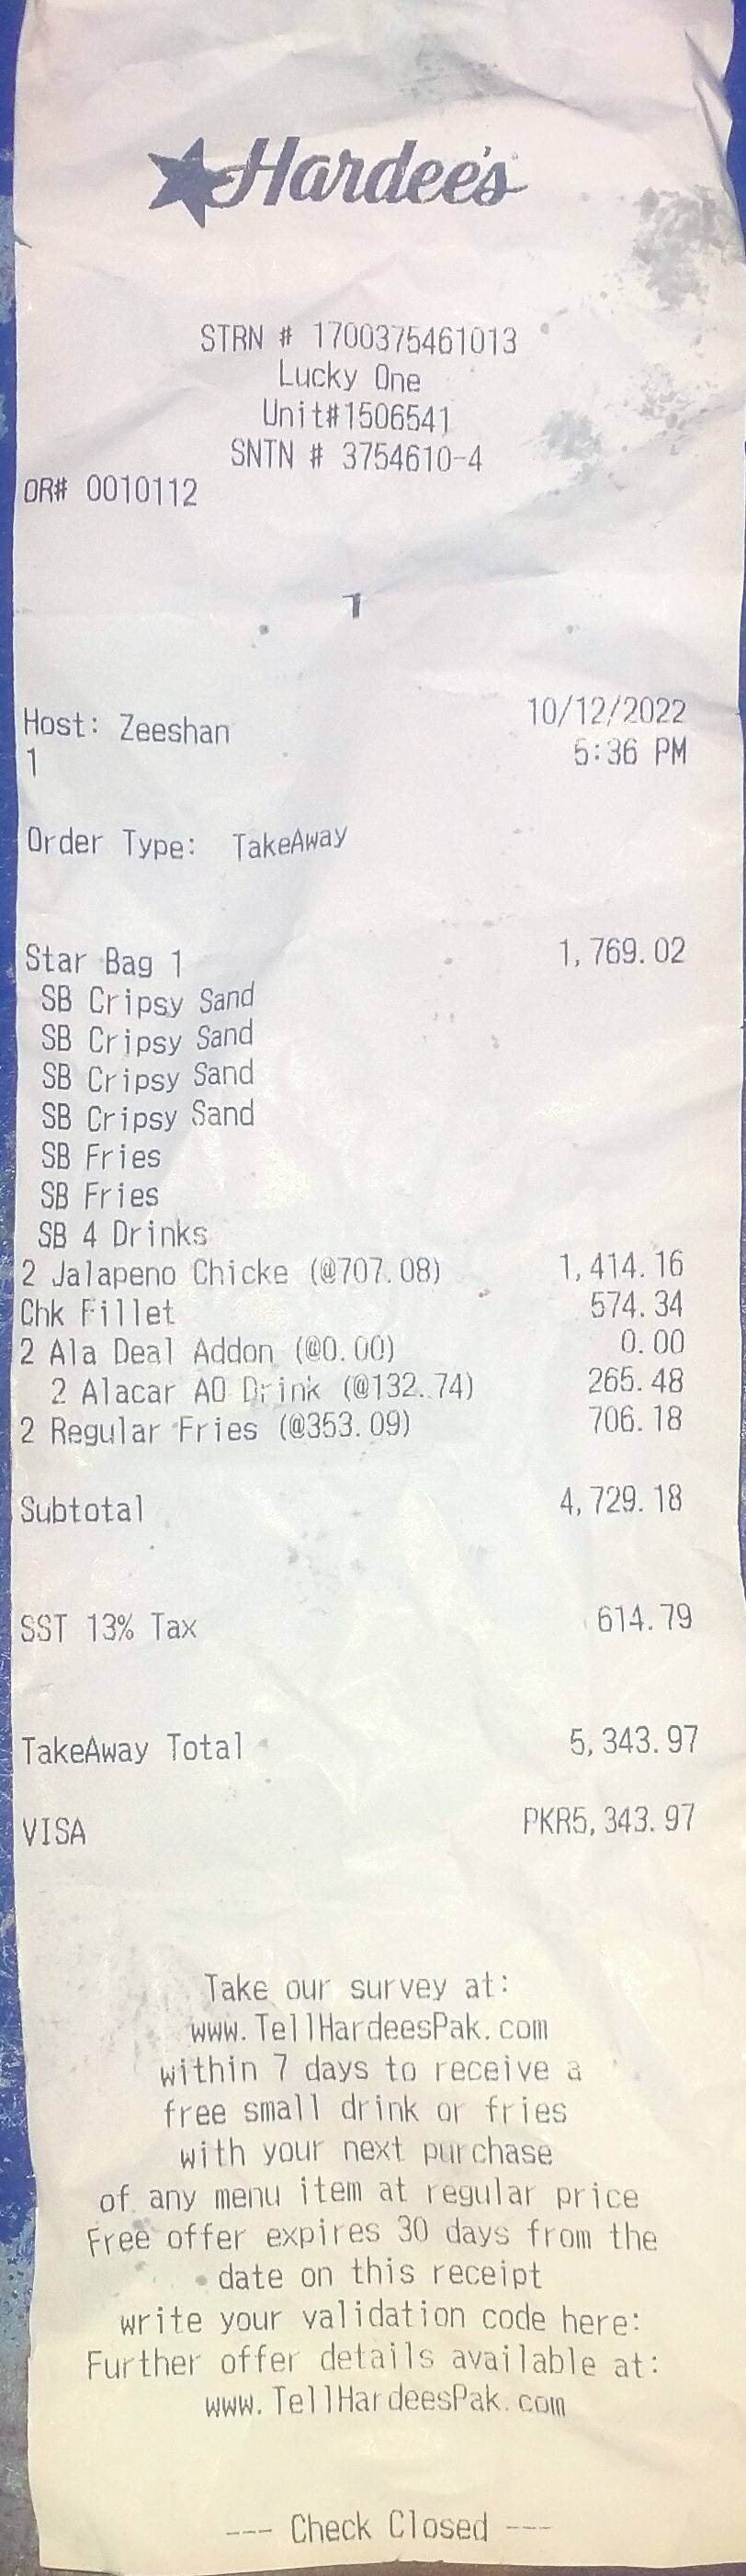 Hardee's
STRN # 1700375461013
Lucky One
Unit#1506541
SNTN # 3754610-4
OR# 0010112
1
Host: Zeeshan 10/12/2022
1 6:36 PM
Order Type: TakeAway
Star Bag 1 1,769.02
SB Cripsy Sand
SB Cripsy Sand
SB Cripsy Sand
SB Cripsy Sand
SB Fries
SB Fries
SB 4 Drinks
2 Jalapeno Chicke (@707.08) 1,414.16
Chk Fillet 574.34
2 Ala Deal Addon (@0.00) 0.00
2 Alacar AO Drink (@132.74) 265.48
2 Regular Fries (@353.09) 706.18
Subtotal 4,729.18
SST 13% Tax 614.79
TakeAway Total 5,343.97
VISA PKR5,343.97
Take our survey at:
www.TellHardeesPak.com
within 7 days to receive a
free small drink or fries
with your next purchase
of any menu item at regular price
Free offer expires 30 days from the
date on this receipt
write your validation code here:
Further offer details available at:
www.TellHardeesPak.com
--- Check Closed ---